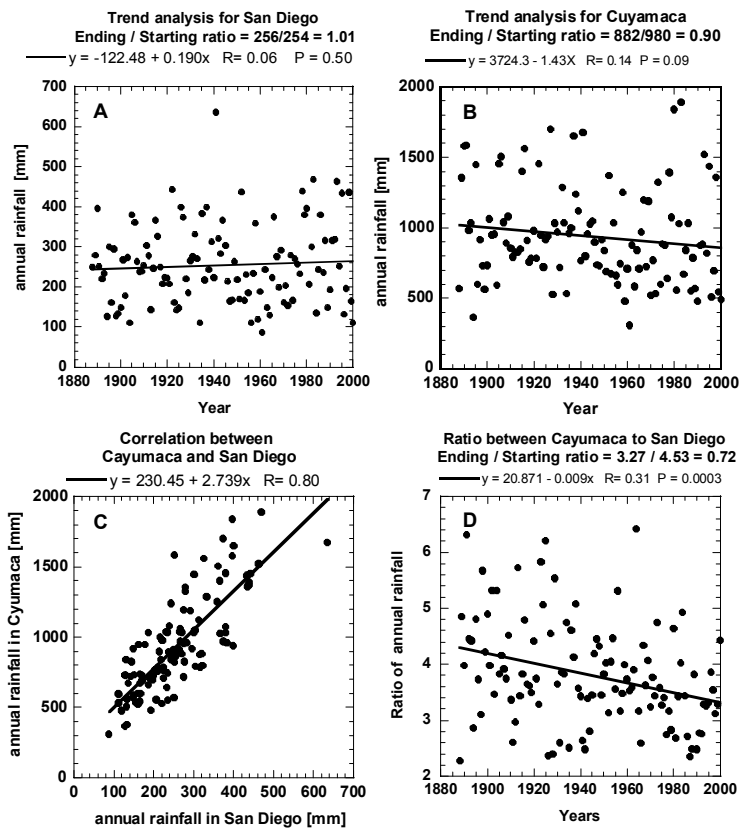 Trend analysis for San Diego
Ending / Starting ratio = 256/254 = 1.01
y = -122.48 + 0.190x R= 0.06 P = 0.50
A
annual rainfall [mm]
700
600
500
400
300
200
100
0
1880 1900 1920 1940 1960 1980 2000
Year
Trend analysis for Cuyamaca
Ending / Starting ratio = 882/980 = 0.90
y = 3724.3 - 1.43X R= 0.14 P = 0.09
B
annual rainfall [mm]
2000
1500
1000
500
0
1880 1900 1920 1940 1960 1980 2000
Year
Correlation between
Cayumaca and San Diego
y = 230.45 + 2.739x R= 0.80
C
annual rainfall in Cyumaca [mm]
2000
1500
1000
500
0
0 100 200 300 400 500 600 700
annual rainfall in San Diego [mm]
Ratio between Cayumaca to San Diego
Ending / Starting ratio = 3.27 / 4.53 = 0.72
y = 20.871 - 0.009x R= 0.31 P = 0.0003
D
Ratio of annual rainfall
7
6
5
4
3
2
1880 1900 1920 1940 1960 1980 2000
Years